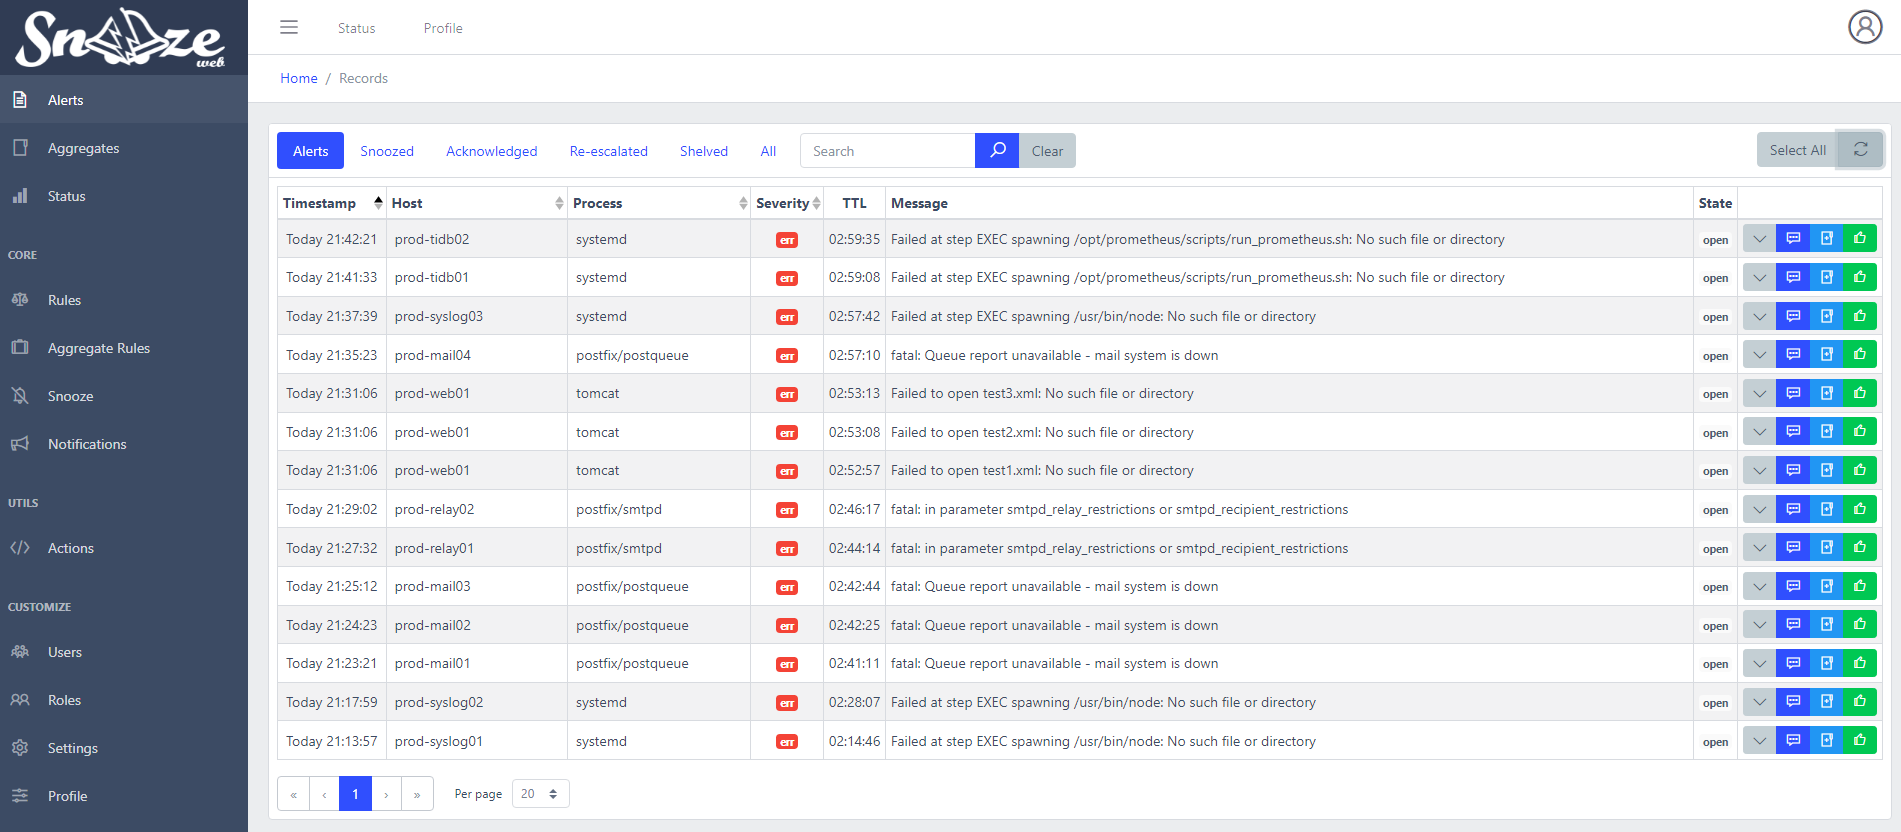 Snooze
web
Status Profile
Home / Records
Alerts
Aggregates
Status
CORE
Rules
Aggregate Rules
Snooze
Notifications
UTILS
Actions
CUSTOMIZE
Users
Roles
Settings
Profile
Alerts Snoozed Acknowledged Re-escalated Shelved All Search Clear Select All
Timestamp Host Process Severity TTL Message State
Today 21:42:21 prod-tidb02 systemd err 02:59:35 Failed at step EXEC spawning /opt/prometheus/scripts/run_prometheus.sh: No such file or directory open
Today 21:41:33 prod-tidb01 systemd err 02:59:08 Failed at step EXEC spawning /opt/prometheus/scripts/run_prometheus.sh: No such file or directory open
Today 21:37:39 prod-syslog03 systemd err 02:57:42 Failed at step EXEC spawning /usr/bin/node: No such file or directory open
Today 21:35:23 prod-mail04 postfix/postqueue err 02:57:10 fatal: Queue report unavailable - mail system is down open
Today 21:31:06 prod-web01 tomcat err 02:53:13 Failed to open test3.xml: No such file or directory open
Today 21:31:06 prod-web01 tomcat err 02:53:08 Failed to open test2.xml: No such file or directory open
Today 21:31:06 prod-web01 tomcat err 02:52:57 Failed to open test1.xml: No such file or directory open
Today 21:29:02 prod-relay02 postfix/smtpd err 02:46:17 fatal: in parameter smtpd_relay_restrictions or smtpd_recipient_restrictions open
Today 21:27:32 prod-relay01 postfix/smtpd err 02:44:14 fatal: in parameter smtpd_relay_restrictions or smtpd_recipient_restrictions open
Today 21:25:12 prod-mail03 postfix/postqueue err 02:42:44 fatal: Queue report unavailable - mail system is down open
Today 21:24:23 prod-mail02 postfix/postqueue err 02:42:25 fatal: Queue report unavailable - mail system is down open
Today 21:23:21 prod-mail01 postfix/postqueue err 02:41:11 fatal: Queue report unavailable - mail system is down open
Today 21:17:59 prod-syslog02 systemd err 02:28:07 Failed at step EXEC spawning /usr/bin/node: No such file or directory open
Today 21:13:57 prod-syslog01 systemd err 02:14:46 Failed at step EXEC spawning /usr/bin/node: No such file or directory open
« ‹ 1 › » Per page 20